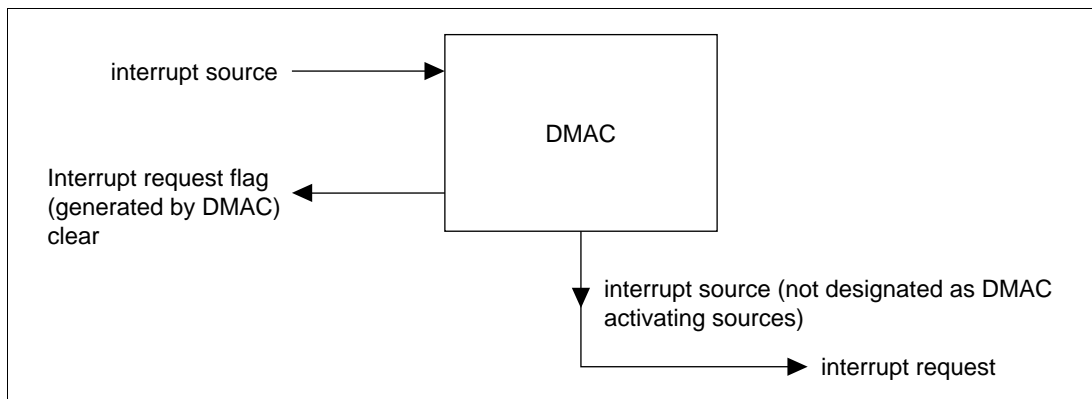 interrupt source
DMAC
Interrupt request flag
(generated by DMAC)
clear
interrupt source (not designated as DMAC
activating sources)
interrupt request